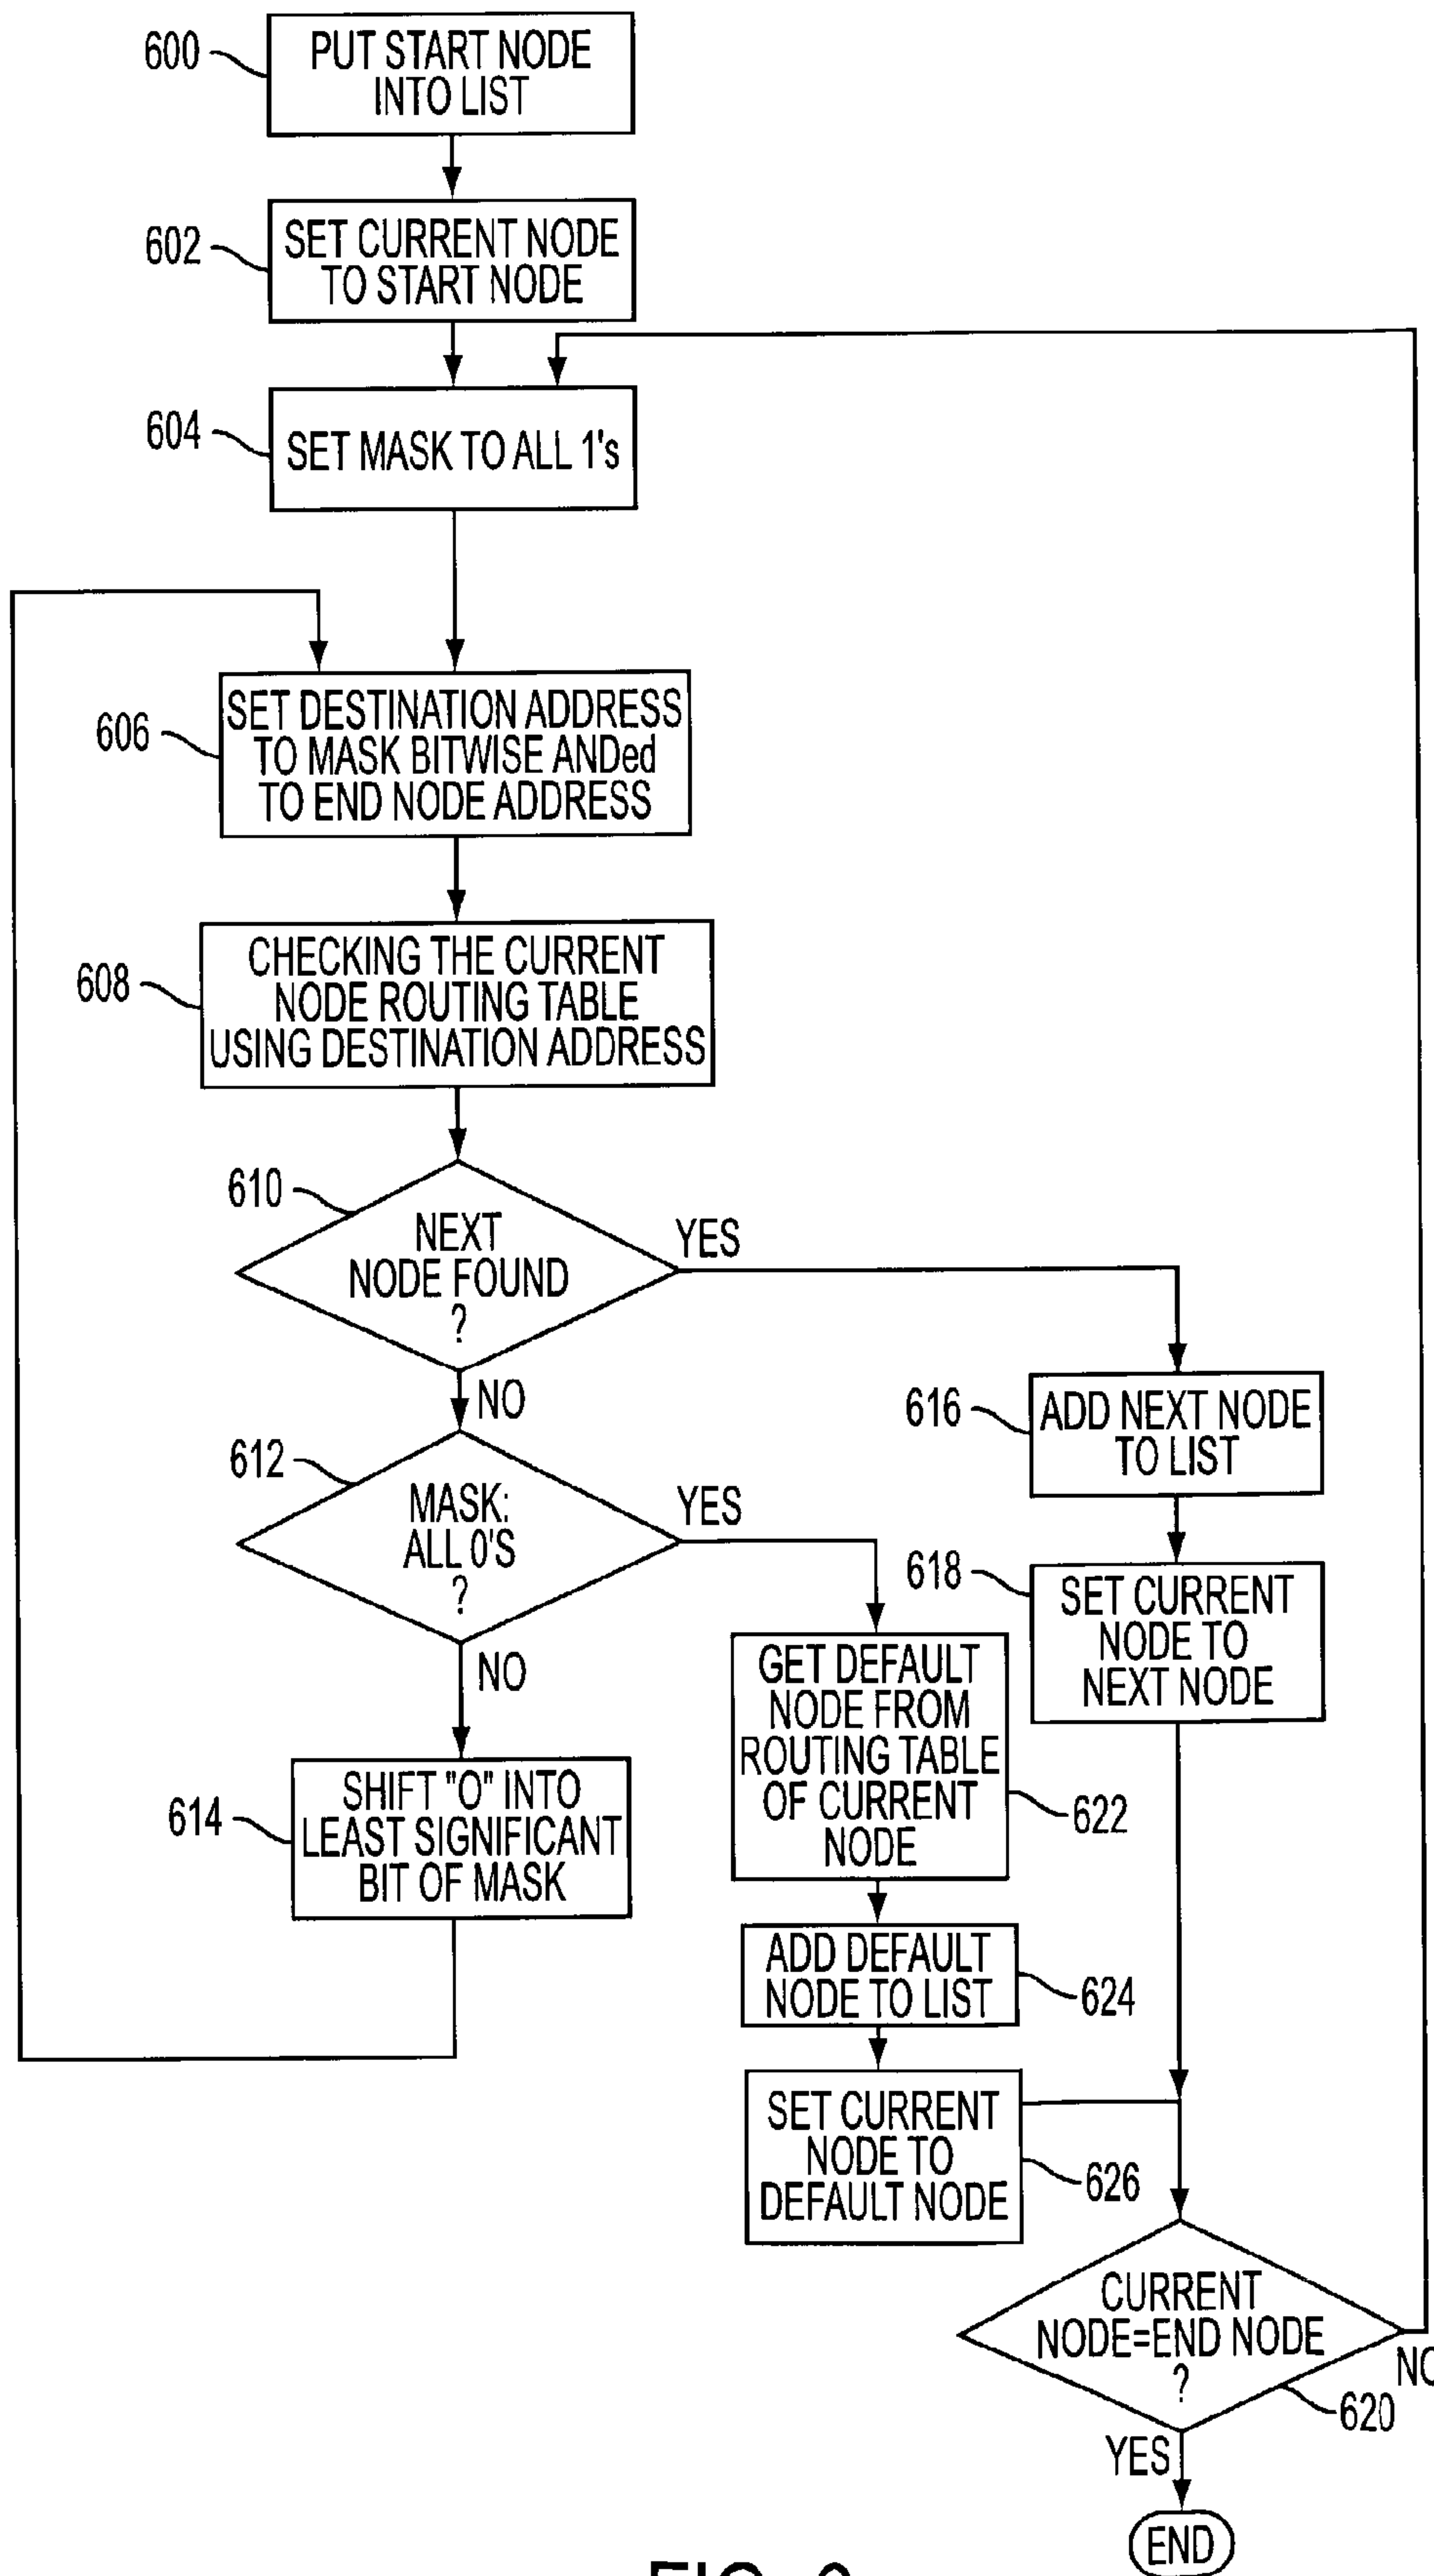 600
PUT START NODE
INTO LIST
602
SET CURRENT NODE
TO START NODE
604
SET MASK TO ALL 1's
606
SET DESTINATION ADDRESS
TO MASK BITWISE ANDed
TO END NODE ADDRESS
608
CHECKING THE CURRENT
NODE ROUTING TABLE
USING DESTINATION ADDRESS
610
NEXT
NODE FOUND
?
YES
NO
612
MASK:
ALL 0'S
?
YES
NO
614
SHIFT "0" INTO
LEAST SIGNIFICANT
BIT OF MASK
616
ADD NEXT NODE
TO LIST
618
SET CURRENT
NODE TO
NEXT NODE
GET DEFAULT
NODE FROM
ROUTING TABLE
OF CURRENT
NODE
622
ADD DEFAULT
NODE TO LIST
624
SET CURRENT
NODE TO
DEFAULT NODE
626
CURRENT
NODE=END NODE
?
NO
620
YES
END
FIG.